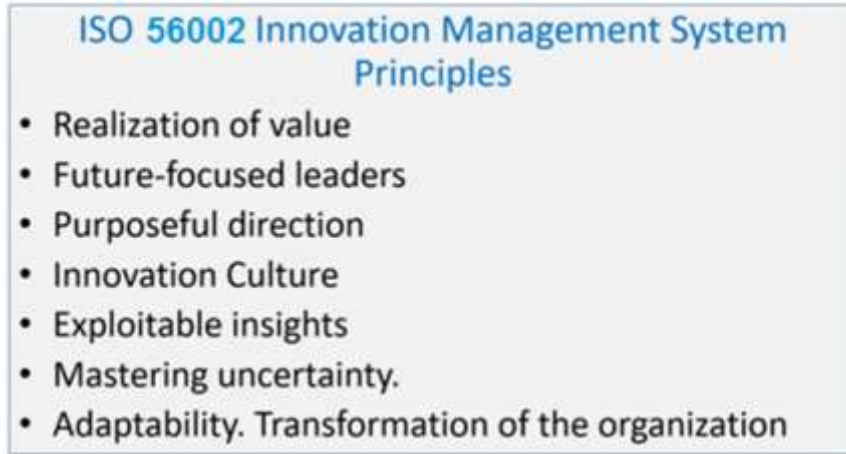 ISO 56002 Innovation Management System
Principles
• Realization of value
• Future-focused leaders
• Purposeful direction
• Innovation Culture
• Exploitable insights
• Mastering uncertainty.
• Adaptability. Transformation of the organization